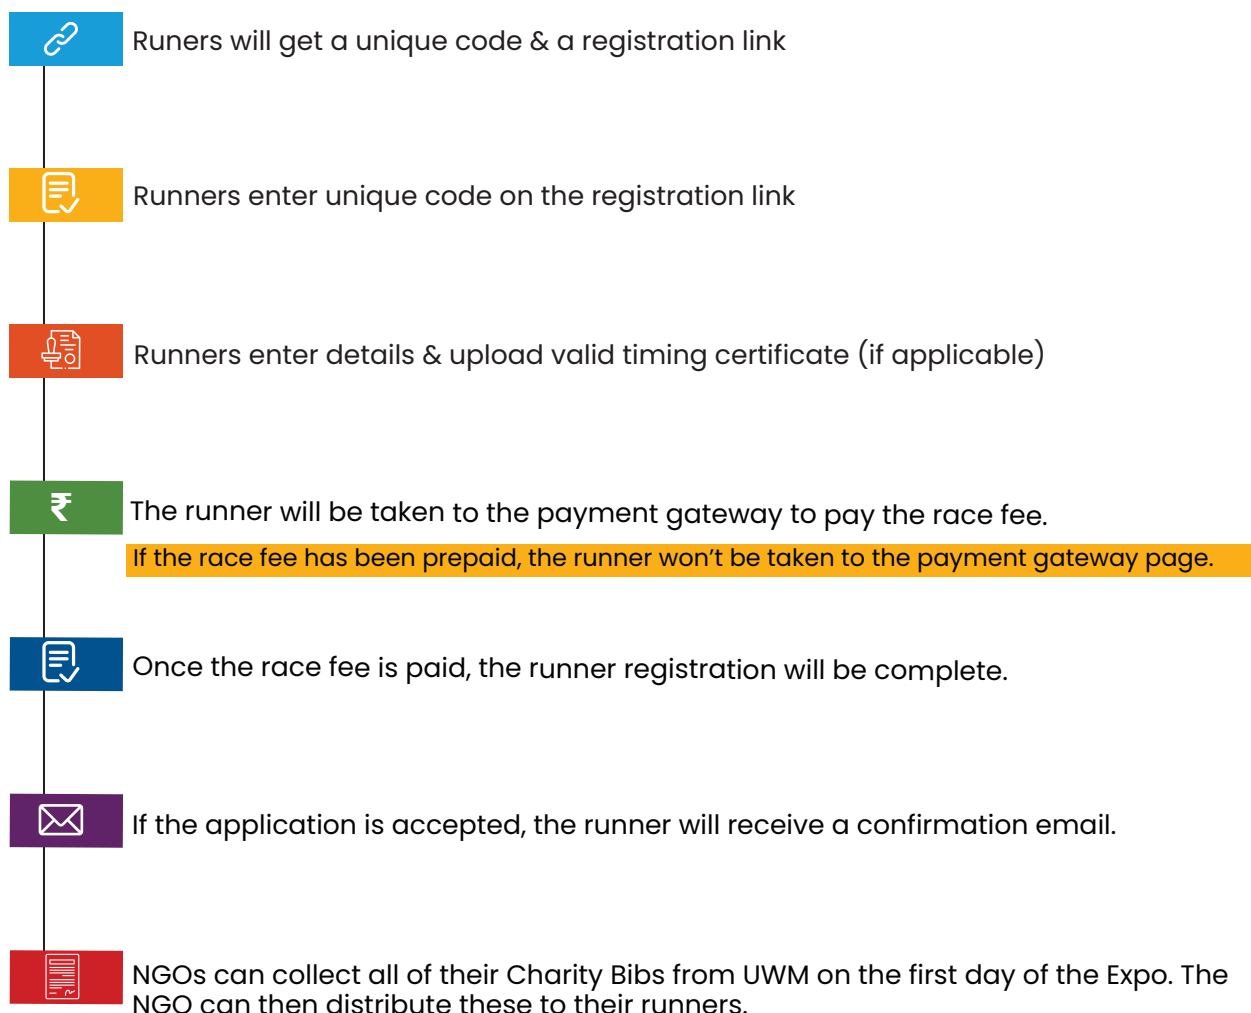 Runers will get a unique code & a registration link
Runners enter unique code on the registration link
Runners enter details & upload valid timing certificate (if applicable)
₹
The runner will be taken to the payment gateway to pay the race fee.
If the race fee has been prepaid, the runner won't be taken to the payment gateway page.
Once the race fee is paid, the runner registration will be complete.
If the application is accepted, the runner will receive a confirmation email.
NGOs can collect all of their Charity Bibs from UWM on the first day of the Expo. The
NGO can then distribute these to their runners.